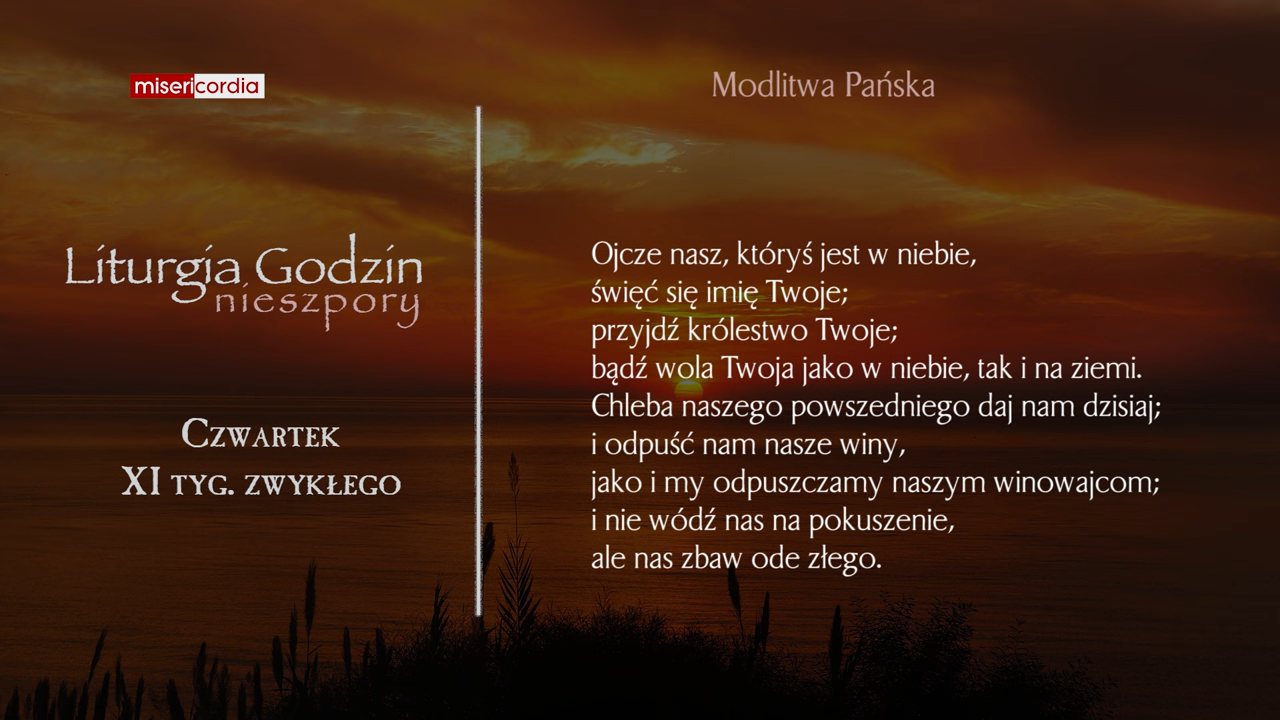 misericordia
Modlitwa Pańska
Liturgia Godzin
nieszpory
Czwartek
XI tyg. zwykłego
Ojcze nasz, któryś jest w niebie,
święć się imię Twoje;
przyjdź królestwo Twoje;
bądź wola Twoja jako w niebie, tak i na ziemi.
Chleba naszego powszedniego daj nam dzisiaj;
i odpuść nam nasze winy,
jako i my odpuszczamy naszym winowajcom;
i nie wódź nas na pokuszenie,
ale nas zbaw ode złego.